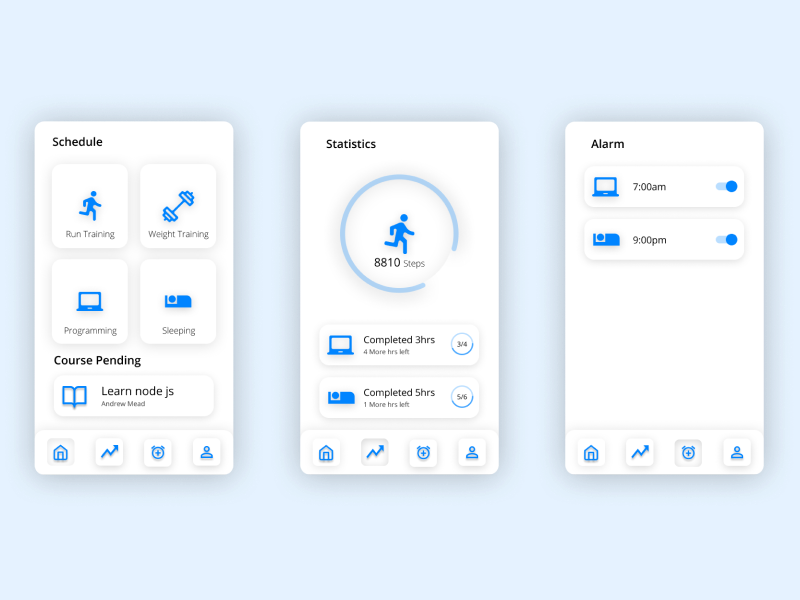 Schedule
Run Training
Weight Training
Programming
Sleeping
Course Pending
Learn node js
Andrew Mead
Statistics
8810 Steps
Completed 3hrs
4 More hrs left
3/4
Completed 5hrs
1 More hrs left
5/6
Alarm
7:00am
9:00pm